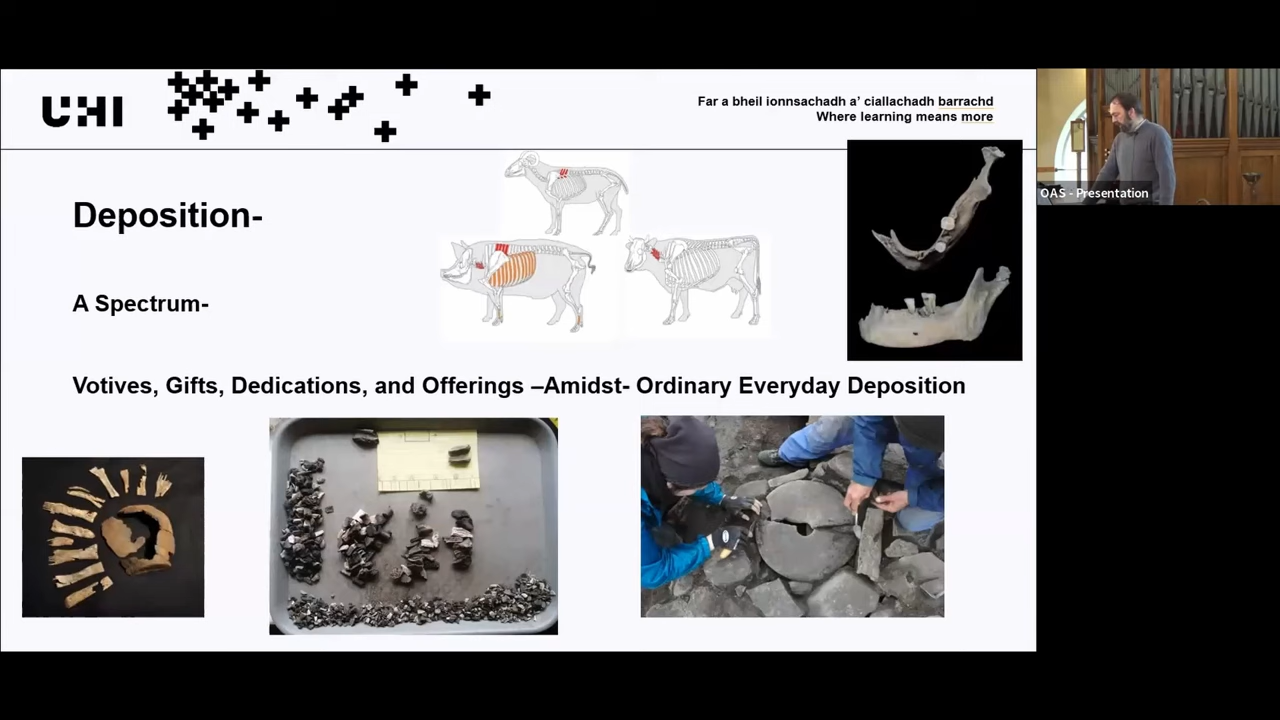 UHI
Far a bheil ionnsachadh a' ciallachadh barrachd
Where learning means more
OAS - Presentation
Deposition-
A Spectrum-
Votives, Gifts, Dedications, and Offerings –Amidst- Ordinary Everyday Deposition